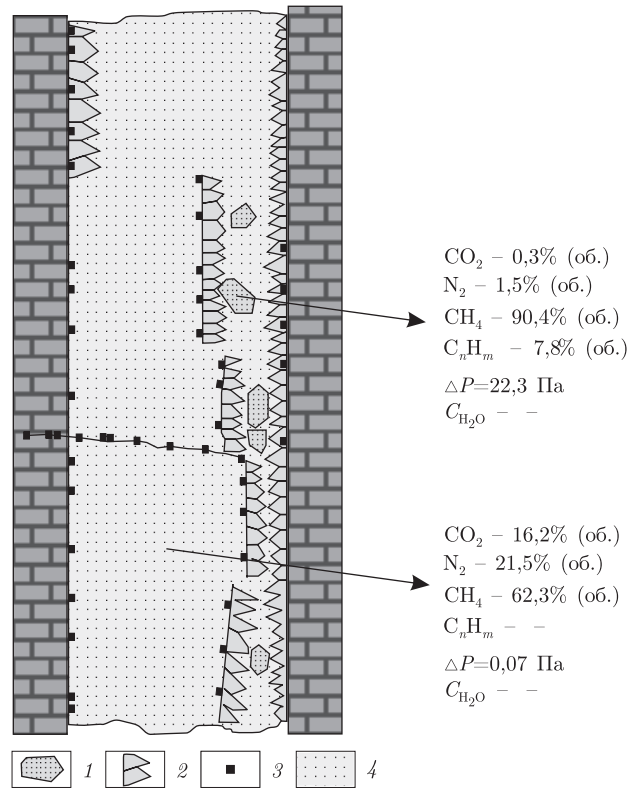 CO₂ – 0,3% (об.)
N₂ – 1,5% (об.)
CH₄ – 90,4% (об.)
CₙHₘ – 7,8% (об.)
△P=22,3 Па
C_H₂O – –
CO₂ – 16,2% (об.)
N₂ – 21,5% (об.)
CH₄ – 62,3% (об.)
CₙHₘ – –
△P=0,07 Па
C_H₂O – –
1 2 3 4